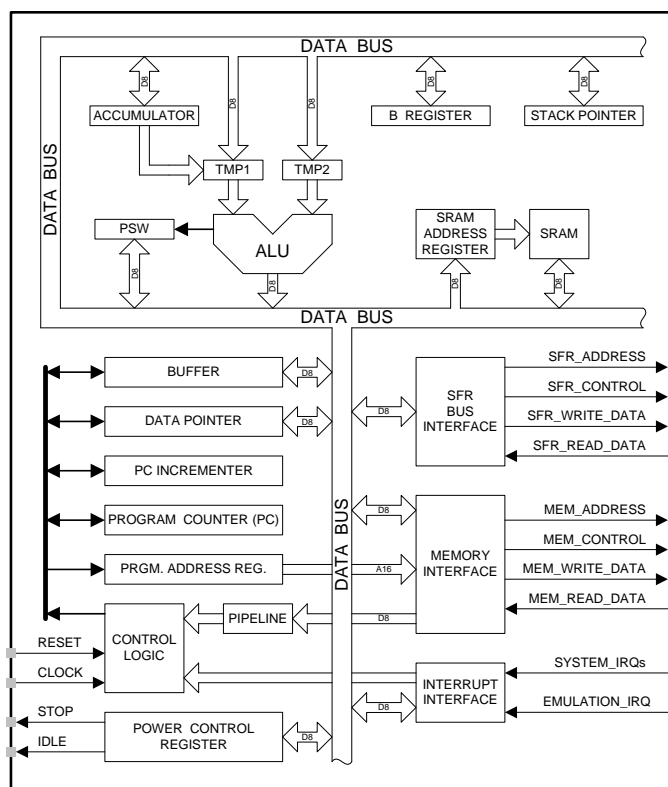 DATA BUS
D8
D8
D8
D8
D8
ACCUMULATOR
B REGISTER
STACK POINTER
DATA BUS
TMP1
TMP2
PSW
ALU
SRAM
ADDRESS
REGISTER
SRAM
D8
D8
D8
D8
DATA BUS
BUFFER
D8
DATA POINTER
D8
PC INCREMENTER
PROGRAM COUNTER (PC)
PRGM. ADDRESS REG.
A16
DATA BUS
D8
SFR
BUS
INTERFACE
SFR_ADDRESS
SFR_CONTROL
SFR_WRITE_DATA
SFR_READ_DATA
D8
MEMORY
INTERFACE
MEM_ADDRESS
MEM_CONTROL
MEM_WRITE_DATA
MEM_READ_DATA
PIPELINE
D8
CONTROL
LOGIC
RESET
CLOCK
INTERRUPT
INTERFACE
SYSTEM_IRQs
EMULATION_IRQ
D8
STOP
IDLE
POWER CONTROL
REGISTER
D8